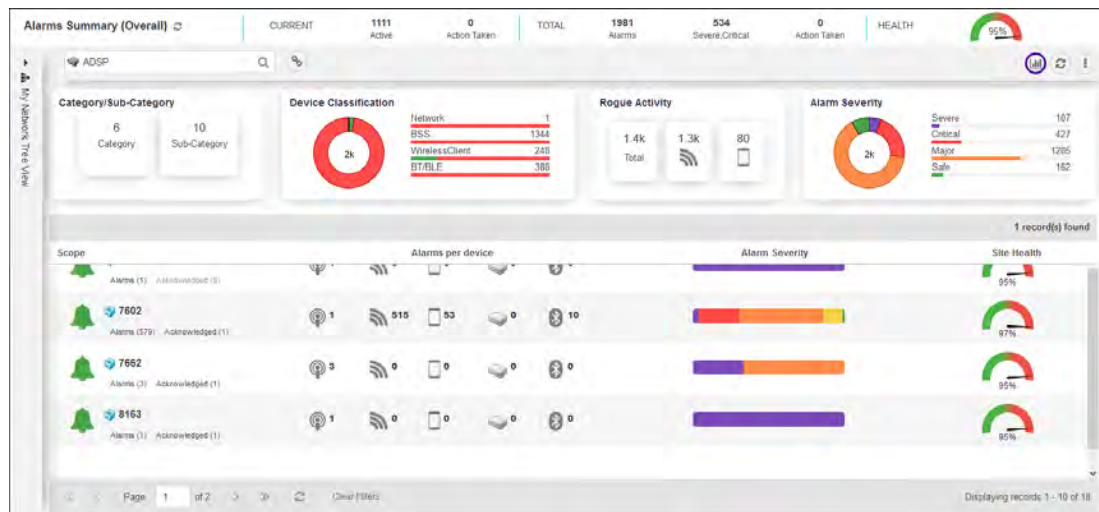 Alarms Summary (Overall)
CURRENT
1111
Active
0
Action Taken
TOTAL
1981
Alarms
534
Severe,Critical
0
Action Taken
HEALTH
95%
ADSP
My Network Tree View
Category/Sub-Category
6
Category
10
Sub-Category
Device Classification
2k
Network 1
BSS 1344
WirelessClient 248
BT/BLE 388
Rogue Activity
1.4k
Total
1.3k
80
Alarm Severity
2k
Severe 107
Critical 427
Major 1285
Safe 162
1 record(s) found
Scope Alarms per device Alarm Severity Site Health
Alarms (1) Acknowledged (0)
95%
7602
Alarms (579) Acknowledged (1)
1 515 53 0 10
97%
7662
Alarms (3) Acknowledged (1)
3 0 0 0 0
95%
8163
Alarms (1) Acknowledged (1)
1 0 0 0 0
95%
Page 1 of 2 Clear Filters
Displaying records 1 - 10 of 18